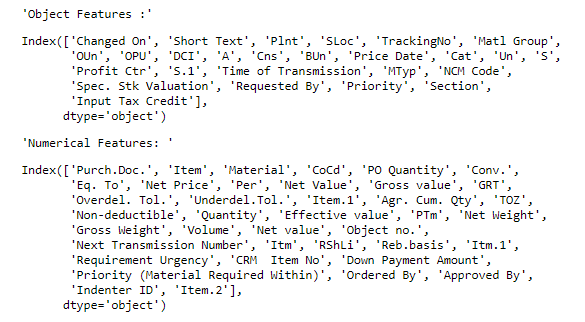 'Object Features :'
Index(['Changed On', 'Short Text', 'Plnt', 'SLoc', 'TrackingNo', 'Matl Group',
'OUn', 'OPU', 'DCI', 'A', 'Cns', 'BUn', 'Price Date', 'Cat', 'Un', 'S',
'Profit Ctr', 'S.1', 'Time of Transmission', 'MTyp', 'NCM Code',
'Spec. Stk Valuation', 'Requested By', 'Priority', 'Section',
'Input Tax Credit'],
dtype='object')
'Numerical Features: '
Index(['Purch.Doc.', 'Item', 'Material', 'CoCd', 'PO Quantity', 'Conv.',
'Eq. To', 'Net Price', 'Per', 'Net Value', 'Gross value', 'GRT',
'Overdel. Tol.', 'Underdel.Tol.', 'Item.1', 'Agr. Cum. Qty', 'TOZ',
'Non-deductible', 'Quantity', 'Effective value', 'PTm', 'Net Weight',
'Gross Weight', 'Volume', 'Net value', 'Object no.',
'Next Transmission Number', 'Itm', 'RShLi', 'Reb.basis', 'Itm.1',
'Requirement Urgency', 'CRM  Item No', 'Down Payment Amount',
'Priority (Material Required Within)', 'Ordered By', 'Approved By',
'Indenter ID', 'Item.2'],
dtype='object')